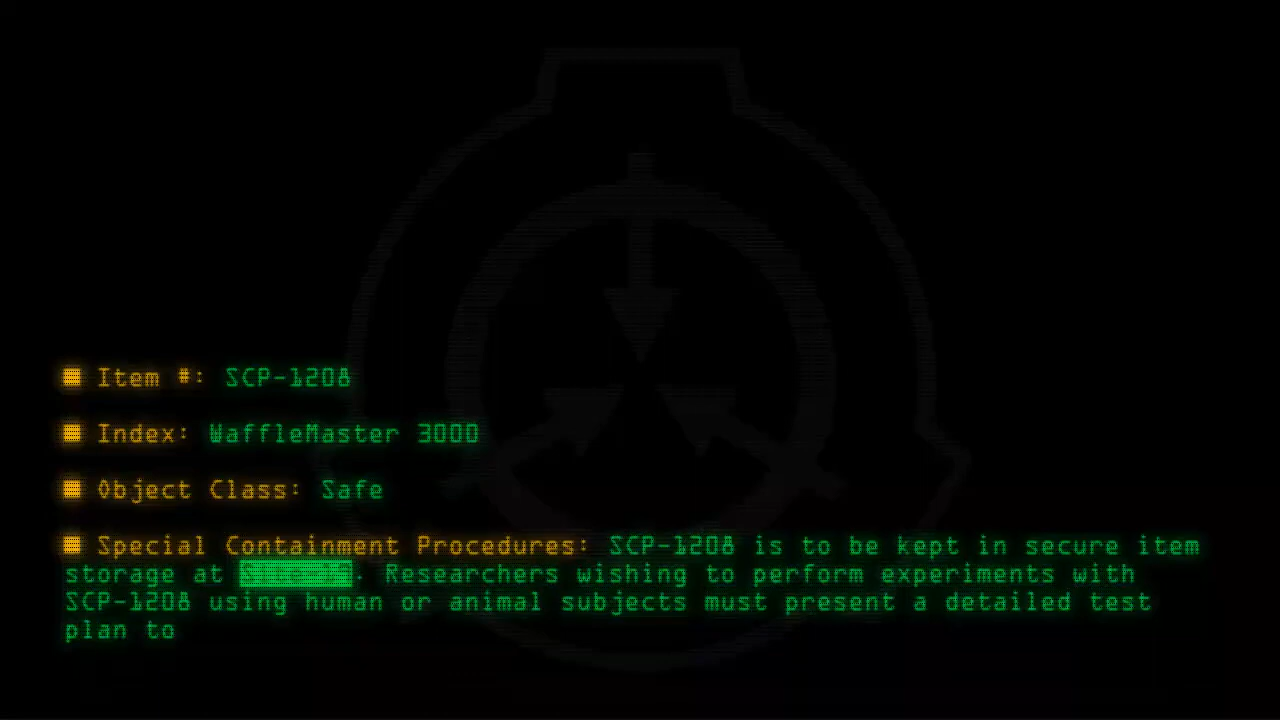 Item #: SCP-1208
Index: WaffleMaster 3000
Object Class: Safe
Special Containment Procedures: SCP-1208 is to be kept in secure item
storage at . Researchers wishing to perform experiments with
SCP-1208 using human or animal subjects must present a detailed test
plan to